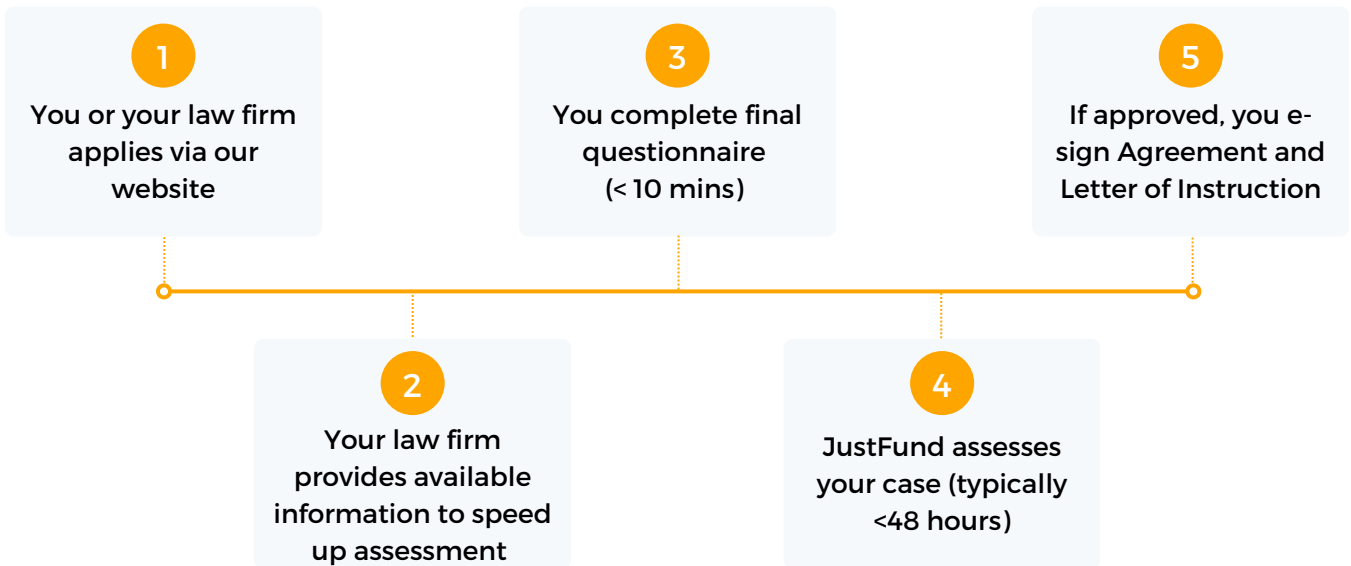 1
You or your law firm
applies via our
website
2
Your law firm
provides available
information to speed
up assessment
3
You complete final
questionnaire
(< 10 mins)
4
JustFund assesses
your case (typically
<48 hours)
5
If approved, you e-
sign Agreement and
Letter of Instruction